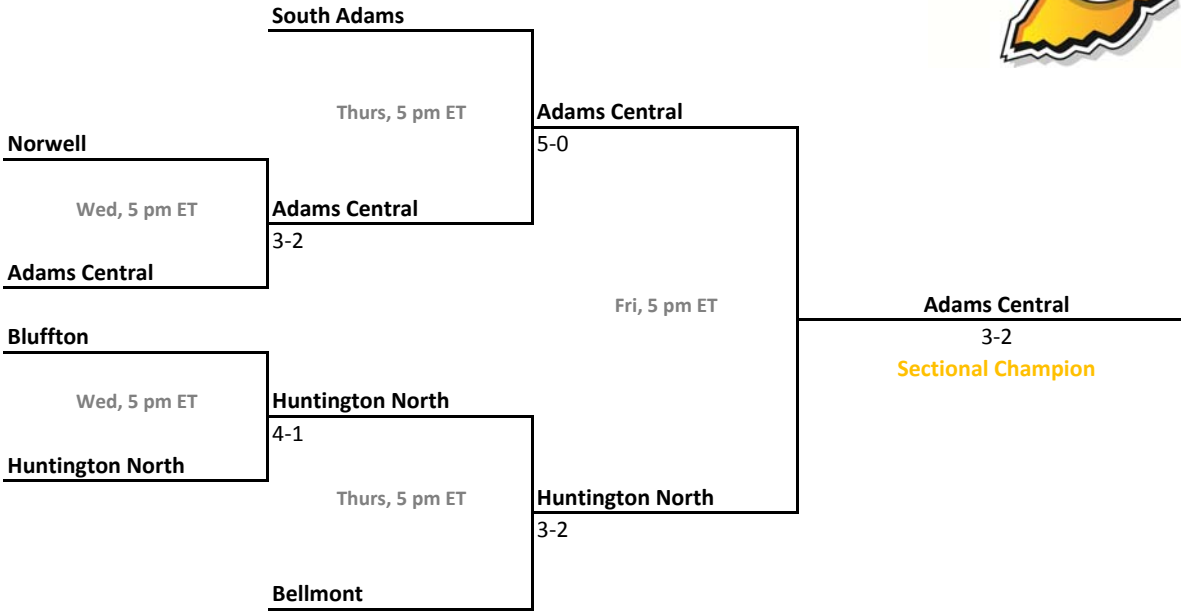 South Adams
Thurs, 5 pm ET
Adams Central
5-0
Norwell
Wed, 5 pm ET
Adams Central
3-2
Adams Central
Fri, 5 pm ET
Adams Central
3-2
Sectional Champion
Bluffton
Wed, 5 pm ET
Huntington North
4-1
Huntington North
Thurs, 5 pm ET
Huntington North
3-2
Bellmont